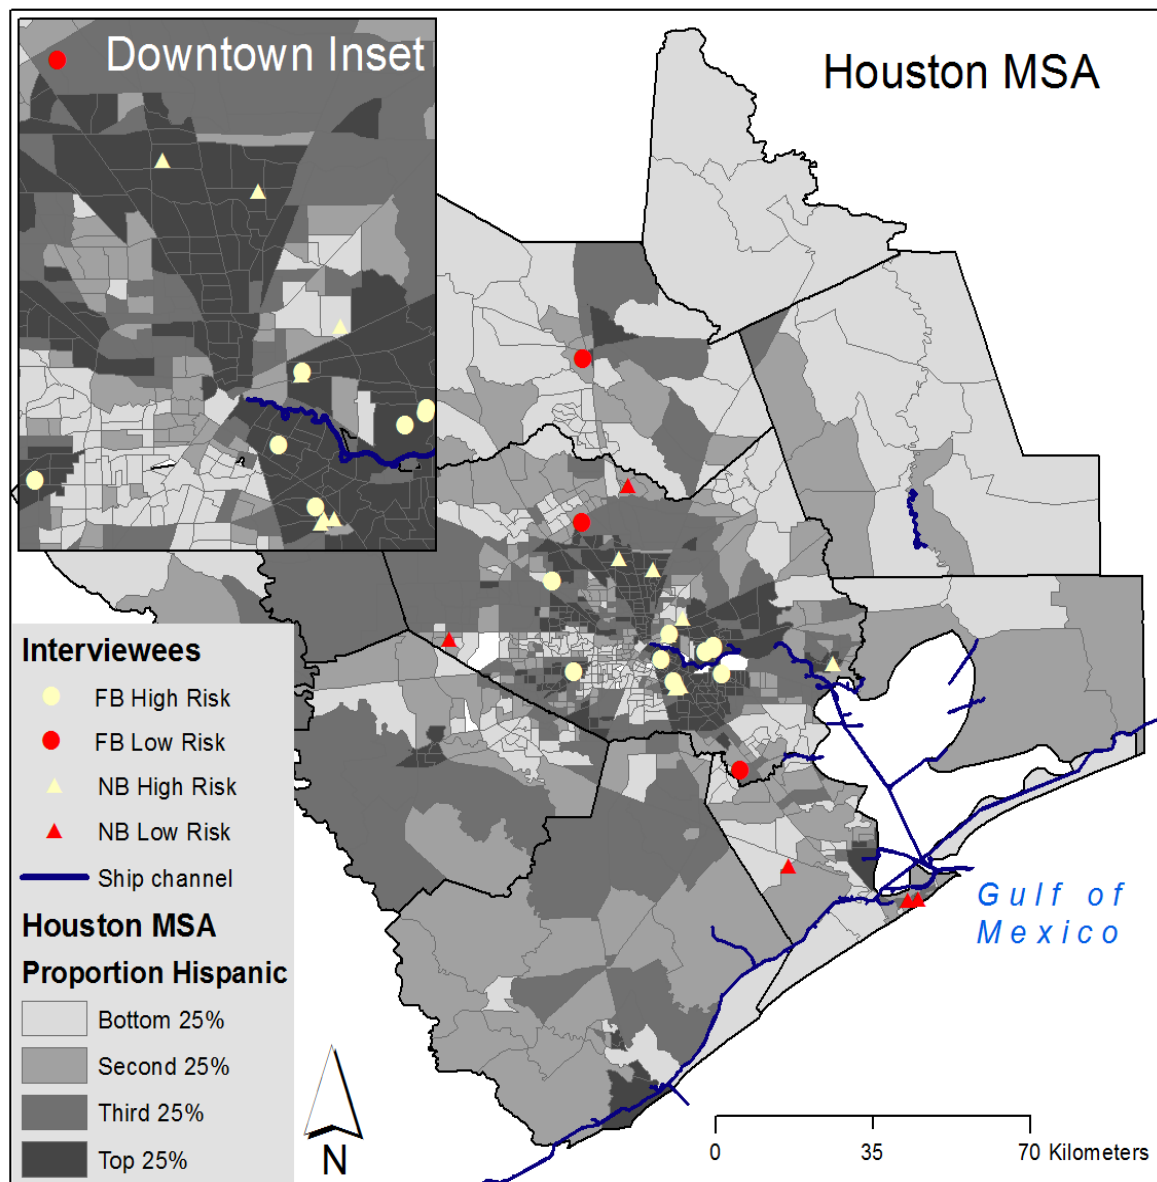 Downtown Inset
Houston MSA
Interviewees
FB High Risk
FB Low Risk
NB High Risk
NB Low Risk
Ship channel
Houston MSA
Proportion Hispanic
Bottom 25%
Second 25%
Third 25%
Top 25%
N
Gulf of
Mexico
0 35 70 Kilometers